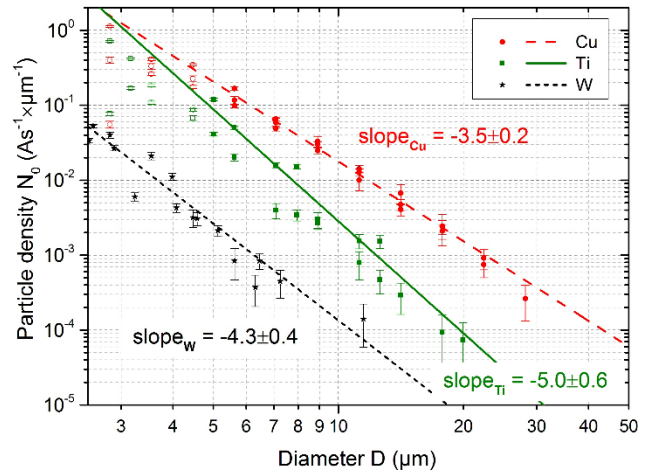 10⁰
10⁻¹
10⁻²
10⁻³
10⁻⁴
10⁻⁵
Particle density N₀ (As⁻¹×µm⁻¹)
Cu
Ti
W
slope_Cu = -3.5±0.2
slope_W = -4.3±0.4
slope_Ti = -5.0±0.6
3 4 5 6 7 8 9 10 20 30 40 50
Diameter D (µm)